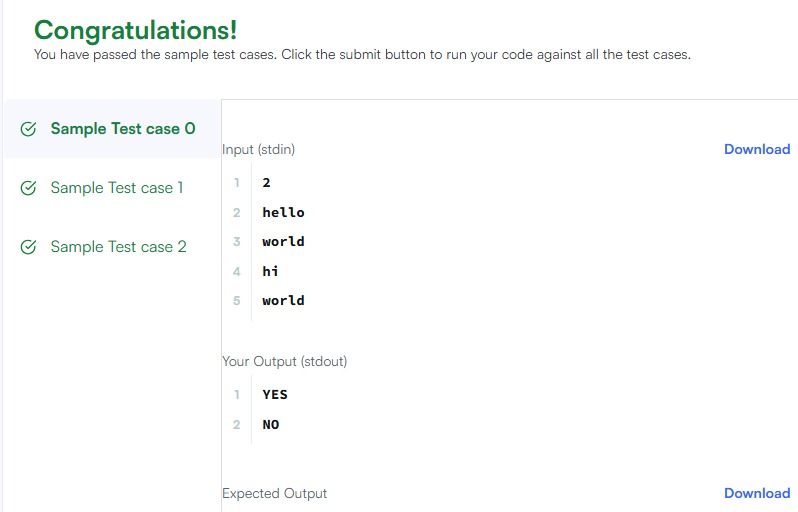 Congratulations!
You have passed the sample test cases. Click the submit button to run your code against all the test cases.
Sample Test case 0
Sample Test case 1
Sample Test case 2
Input (stdin)
Download
1 2
2 hello
3 world
4 hi
5 world
Your Output (stdout)
1 YES
2 NO
Expected Output
Download